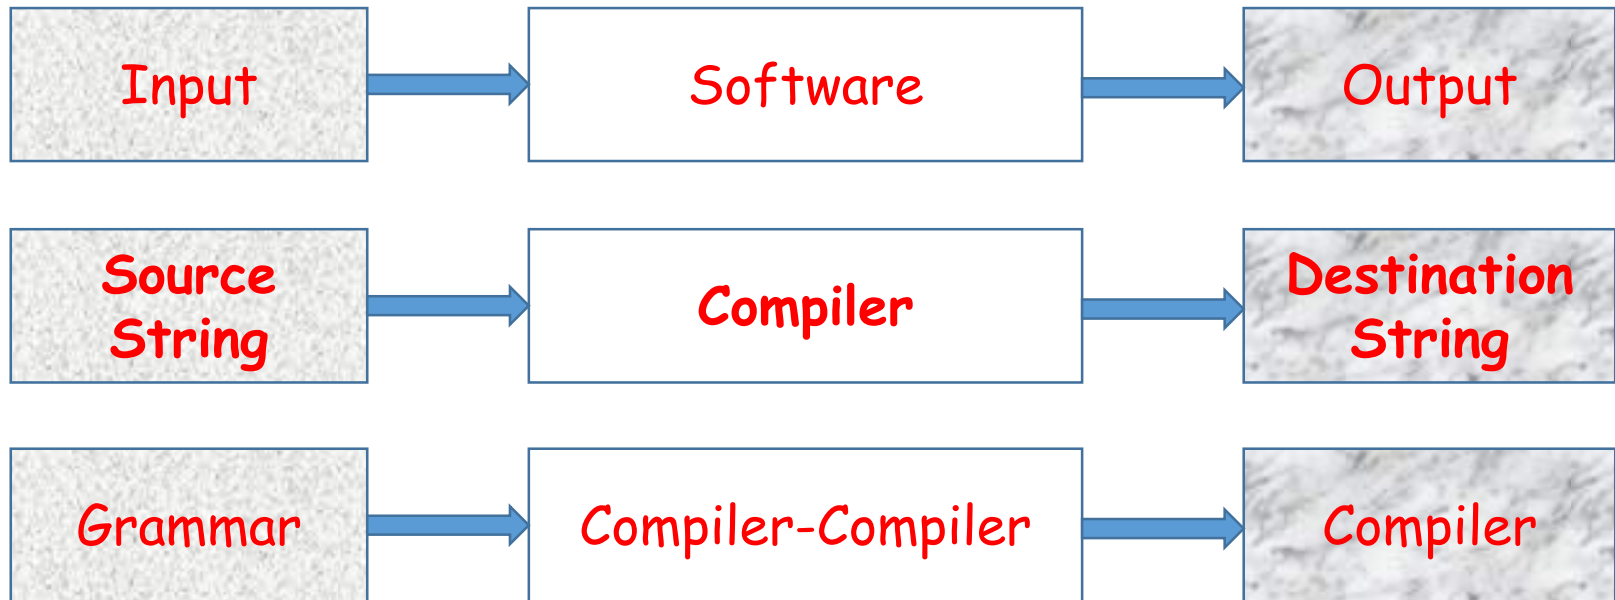 Input
Software
Output
Source
String
Compiler
Destination
String
Grammar
Compiler-Compiler
Compiler